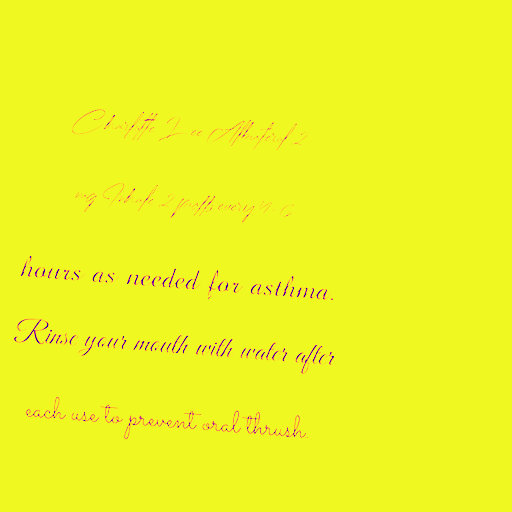 Charlotte Lee Albuterol 2
mg Inhale 2 puffs every 4-6
hours as needed for asthma.
Rinse your mouth with water after
each use to prevent oral thrush.